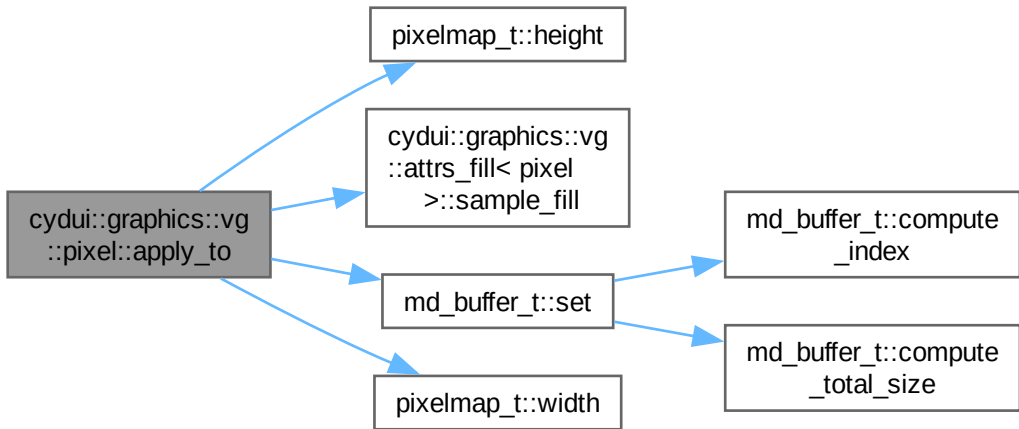 pixelmap_t::height
cydui::graphics::vg
::attrs_fill< pixel
>::sample_fill
cydui::graphics::vg
::pixel::apply_to
md_buffer_t::compute
_index
md_buffer_t::set
md_buffer_t::compute
_total_size
pixelmap_t::width